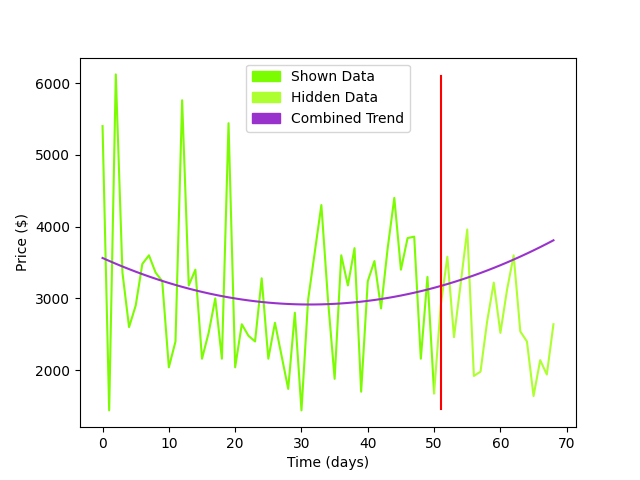 Shown Data
Hidden Data
Combined Trend
6000
5000
4000
3000
2000
Price ($)
0 10 20 30 40 50 60 70
Time (days)